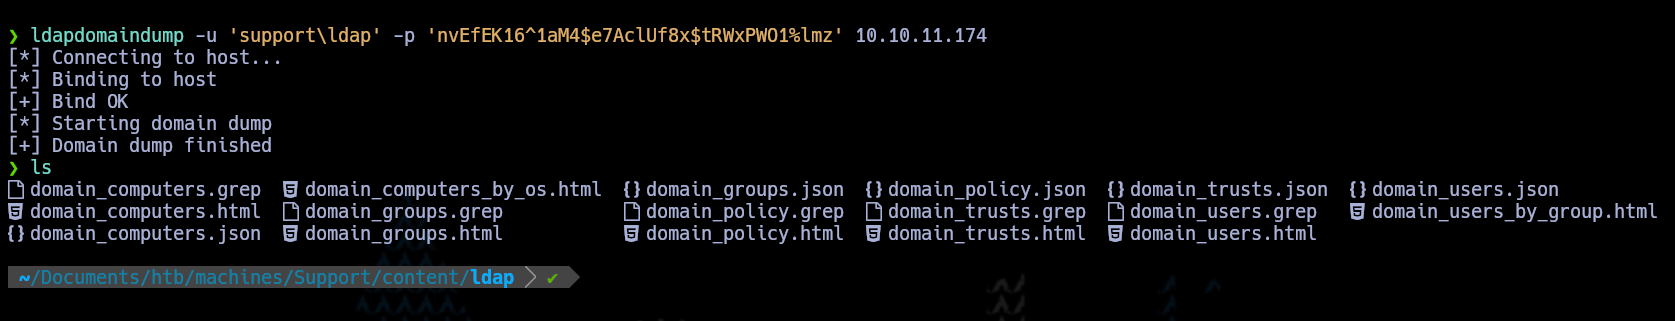 ❯ ldapdomaindump -u 'support\ldap' -p 'nvEfEK16^1aM4$e7AclUf8x$tRWxPWO1%lmz' 10.10.11.174
[*] Connecting to host...
[*] Binding to host
[+] Bind OK
[*] Starting domain dump
[+] Domain dump finished
❯ ls
domain_computers.grep domain_computers_by_os.html domain_groups.json domain_policy.json domain_trusts.json domain_users.json
domain_computers.html domain_groups.grep domain_policy.grep domain_trusts.grep domain_users.grep domain_users_by_group.html
domain_computers.json domain_groups.html domain_policy.html domain_trusts.html domain_users.html
~/Documents/htb/machines/Support/content/ldap ✔